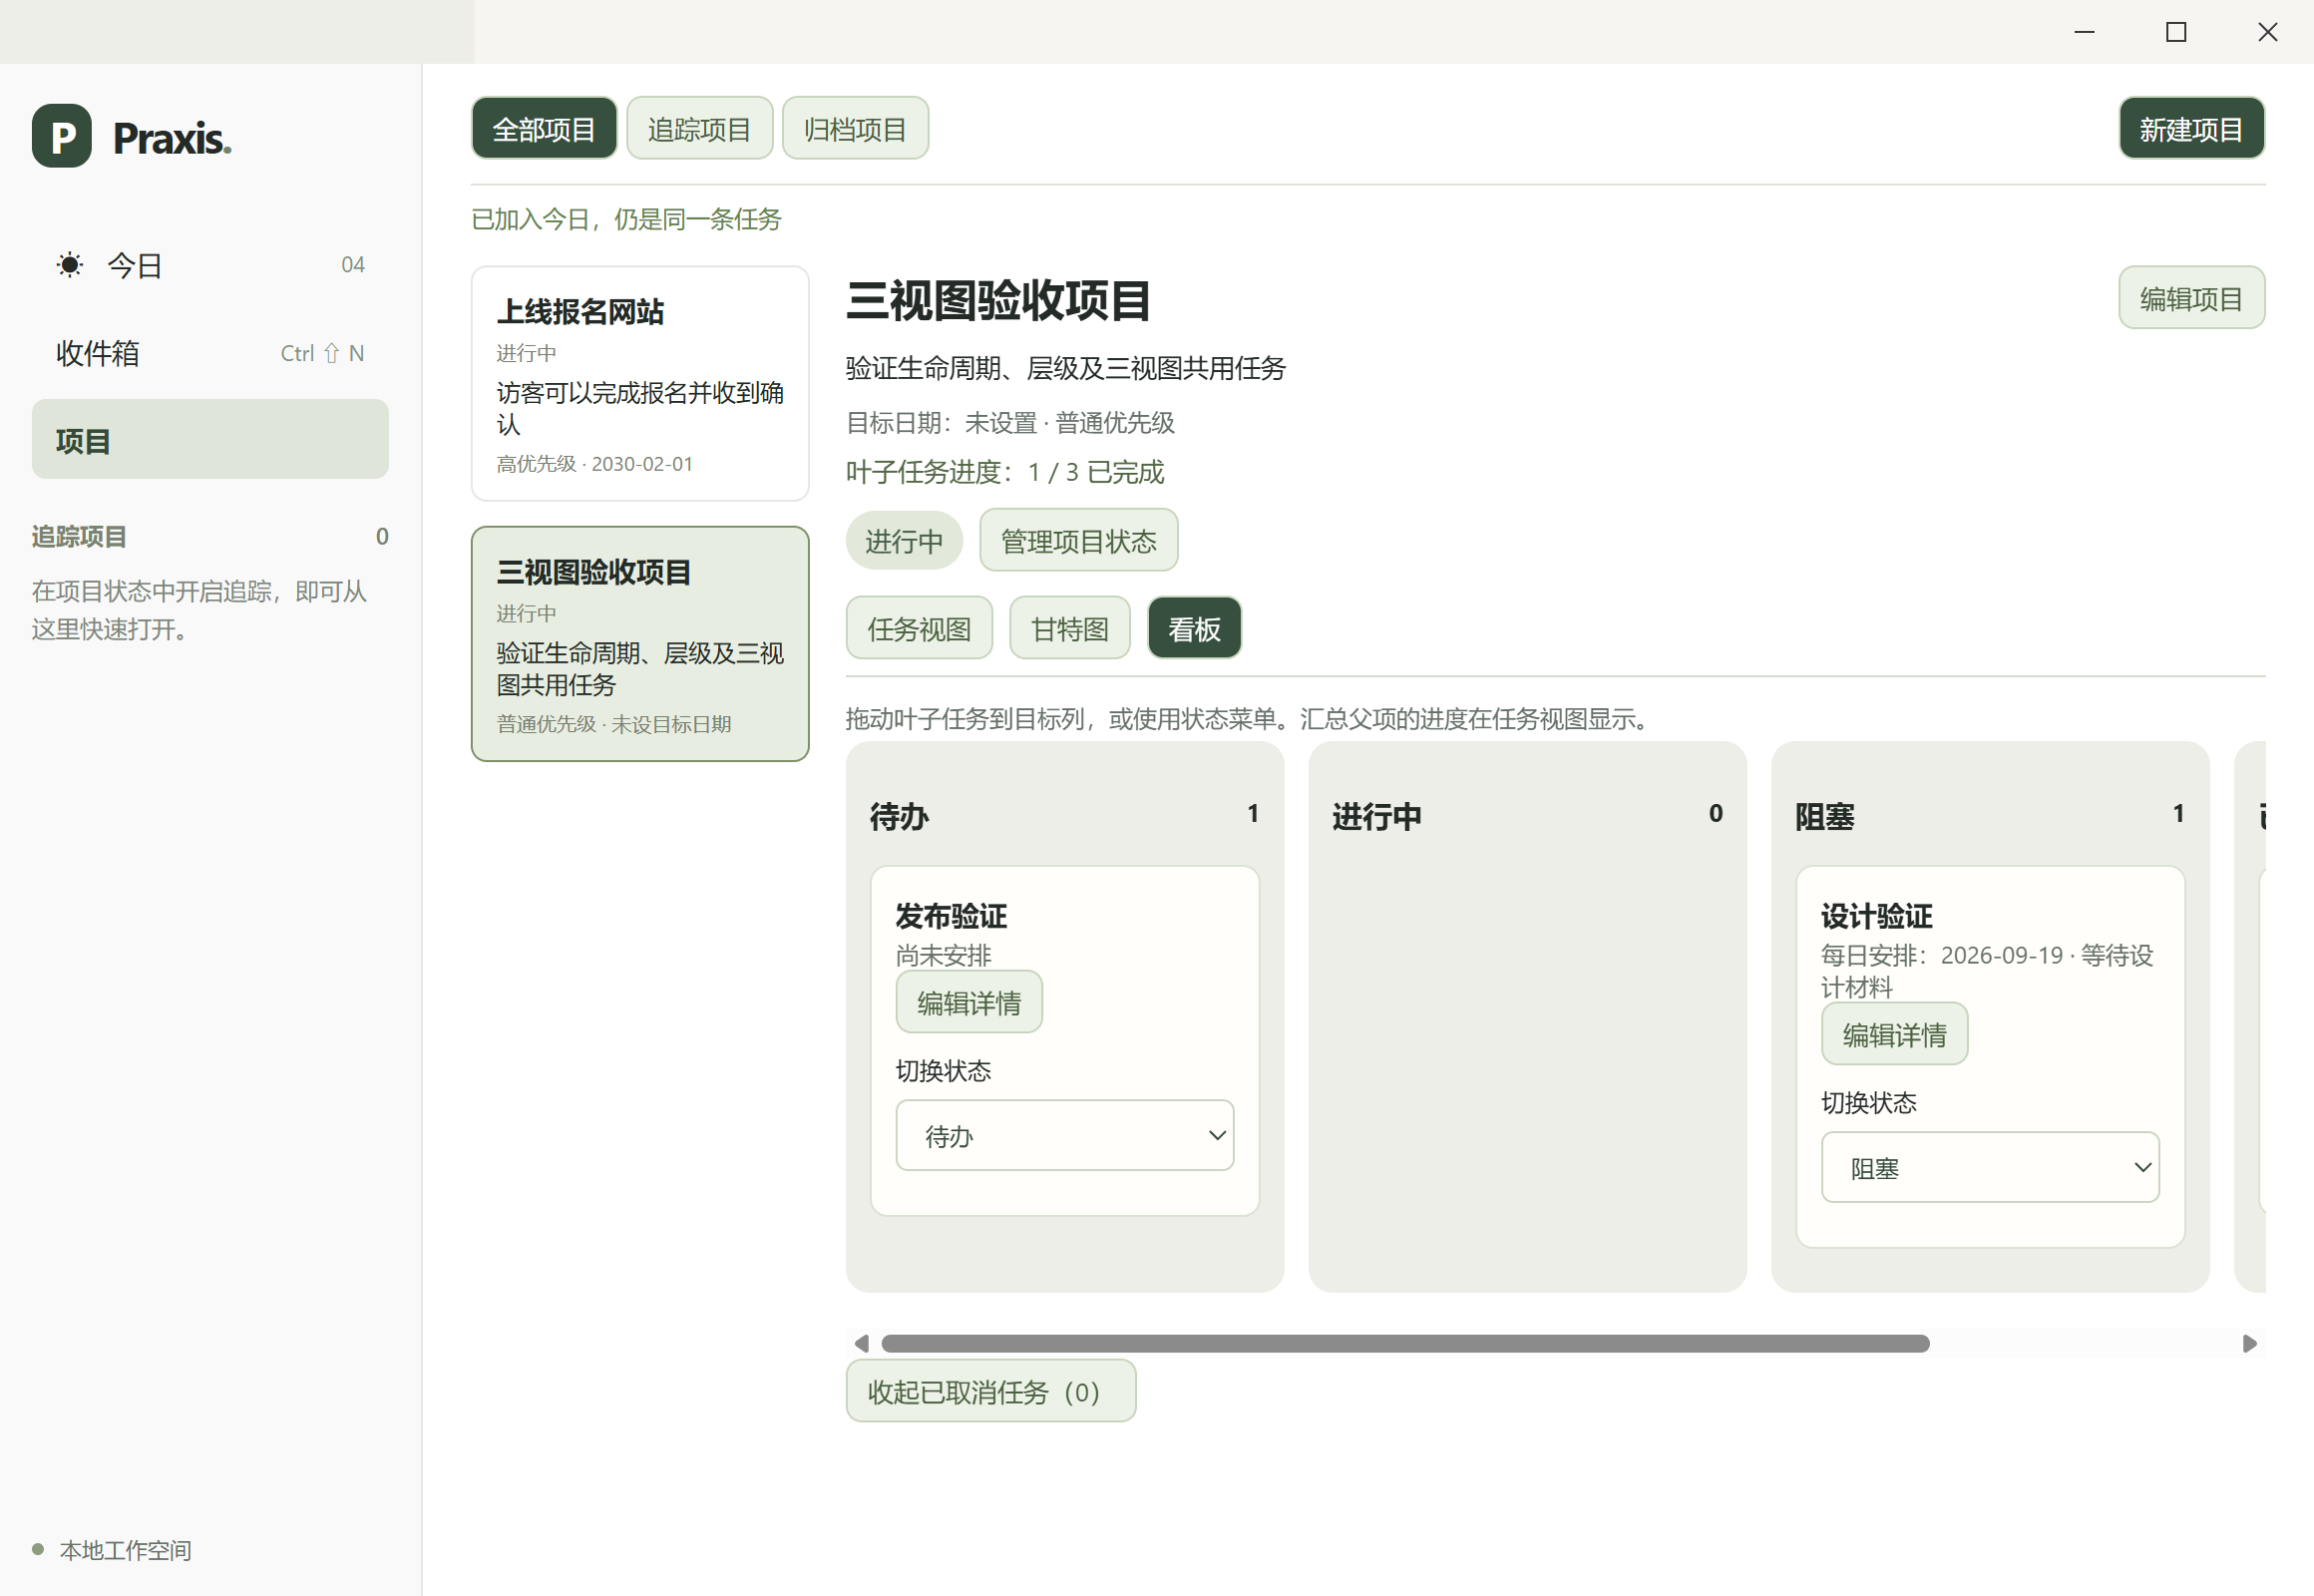 P Praxis.
今日 04
收件箱 Ctrl ⇧ N
项目
追踪项目 0
在项目状态中开启追踪，即可从
这里快速打开。
本地工作空间
全部项目 追踪项目 归档项目 新建项目
已加入今日，仍是同一条任务
上线报名网站
进行中
访客可以完成报名并收到确
认
高优先级 · 2030-02-01
三视图验收项目
进行中
验证生命周期、层级及三视
图共用任务
普通优先级 · 未设目标日期
三视图验收项目 编辑项目
验证生命周期、层级及三视图共用任务
目标日期：未设置 · 普通优先级
叶子任务进度：1 / 3 已完成
进行中 管理项目状态
任务视图 甘特图 看板
拖动叶子任务到目标列，或使用状态菜单。汇总父项的进度在任务视图显示。
待办 1
发布验证
尚未安排
编辑详情
切换状态
待办
进行中 0
阻塞 1
设计验证
每日安排：2026-09-19 · 等待设
计材料
编辑详情
切换状态
阻塞
收起已取消任务（0）